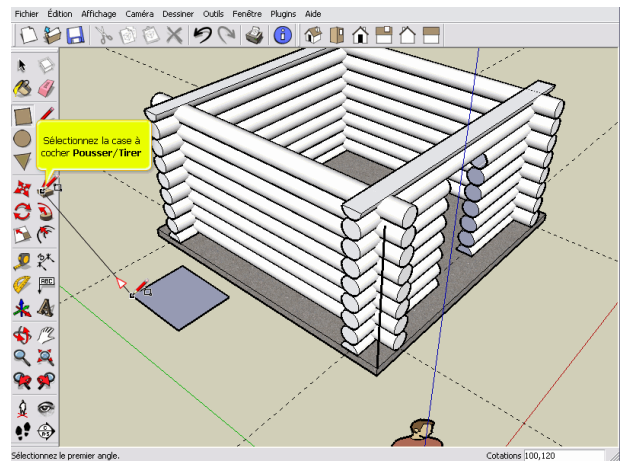 Fichier Édition Affichage Caméra Dessiner Outils Fenêtre Plugins Aide
Sélectionnez la case à
cocher Pousser/Tirer
ABC
Sélectionnez le premier angle.
Cotations 100,120